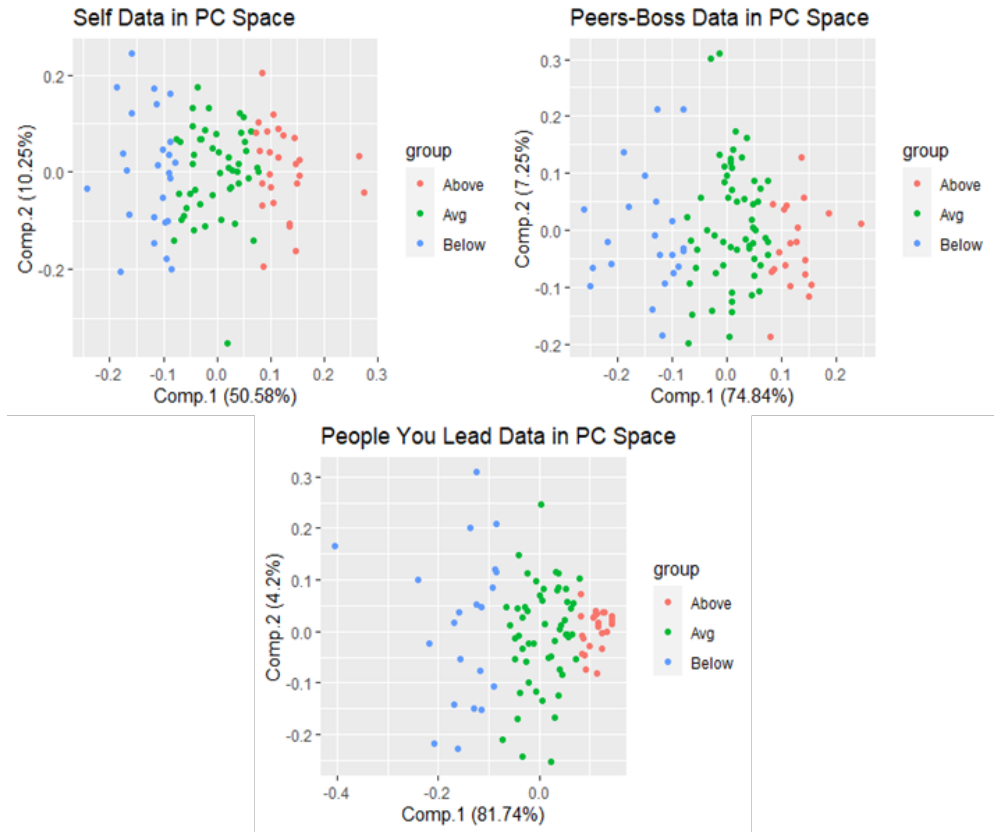 Self Data in PC Space
0.2
0.0
-0.2
Comp.2 (10.25%)
-0.2
-0.1
0.0
0.1
0.2
0.3
Comp.1 (50.58%)
group
Above
Avg
Below
Peers-Boss Data in PC Space
0.3
0.2
0.1
0.0
-0.1
-0.2
Comp.2 (7.25%)
-0.2
-0.1
0.0
0.1
0.2
Comp.1 (74.84%)
group
Above
Avg
Below
People You Lead Data in PC Space
0.3
0.2
0.1
0.0
-0.1
-0.2
Comp.2 (4.2%)
-0.4
-0.2
0.0
Comp.1 (81.74%)
group
Above
Avg
Below